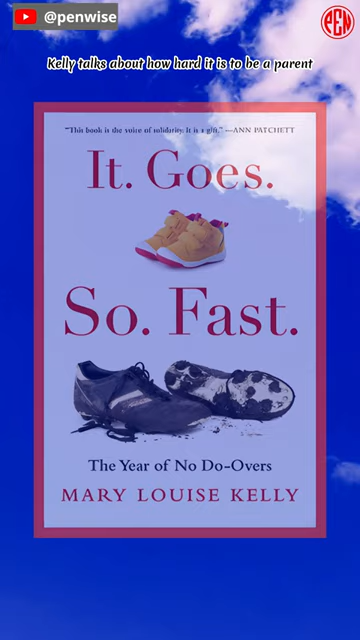 @penwise
PEN
Kelly talks about how hard it is to be a parent
"This book is the voice of solidarity. It is a gift." —ANN PATCHETT
It. Goes.
So. Fast.
The Year of No Do-Overs
MARY LOUISE KELLY